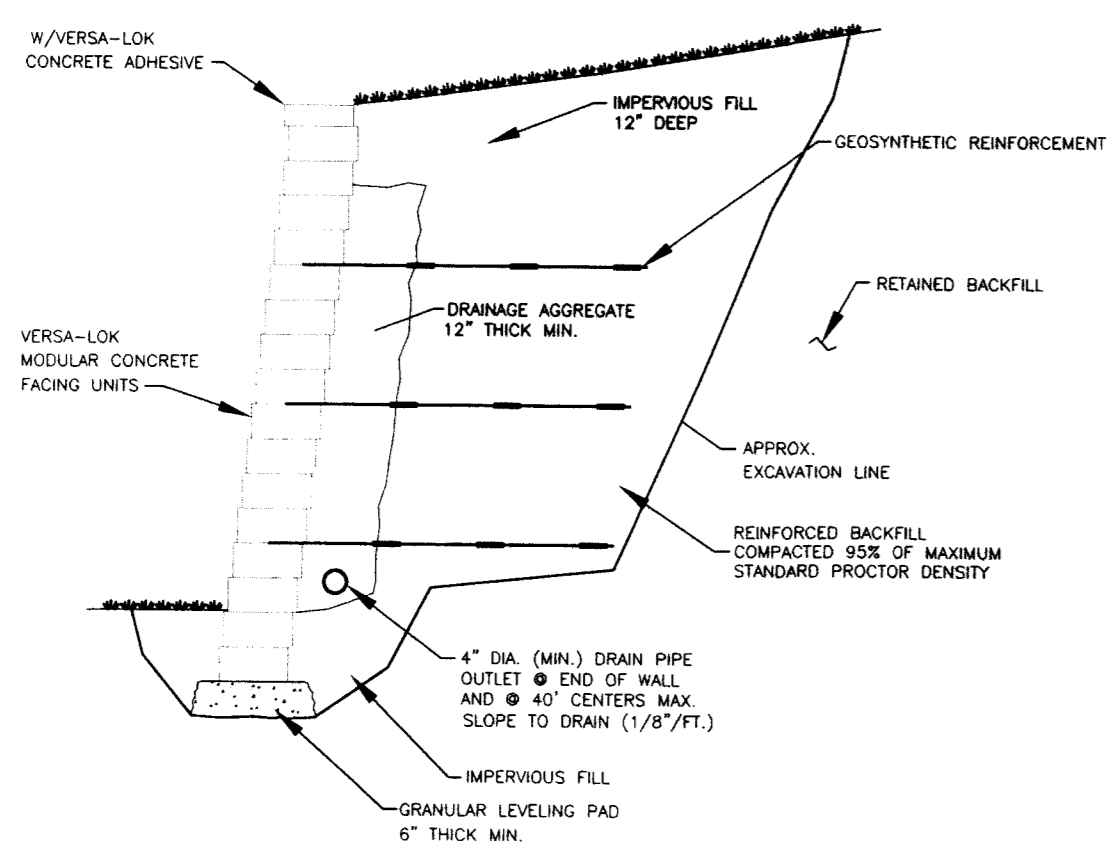 W/VERSA-LOK
CONCRETE ADHESIVE
IMPERVIOUS FILL
12" DEEP
GEOSYNTHETIC REINFORCEMENT
RETAINED BACKFILL
DRAINAGE AGGREGATE
12" THICK MIN.
VERSA-LOK
MODULAR CONCRETE
FACING UNITS
APPROX.
EXCAVATION LINE
REINFORCED BACKFILL
COMPACTED 95% OF MAXIMUM
STANDARD PROCTOR DENSITY
4" DIA. (MIN.) DRAIN PIPE
OUTLET @ END OF WALL
AND @ 40' CENTERS MAX.
SLOPE TO DRAIN (1/8"/FT.)
IMPERVIOUS FILL
GRANULAR LEVELING PAD
6" THICK MIN.